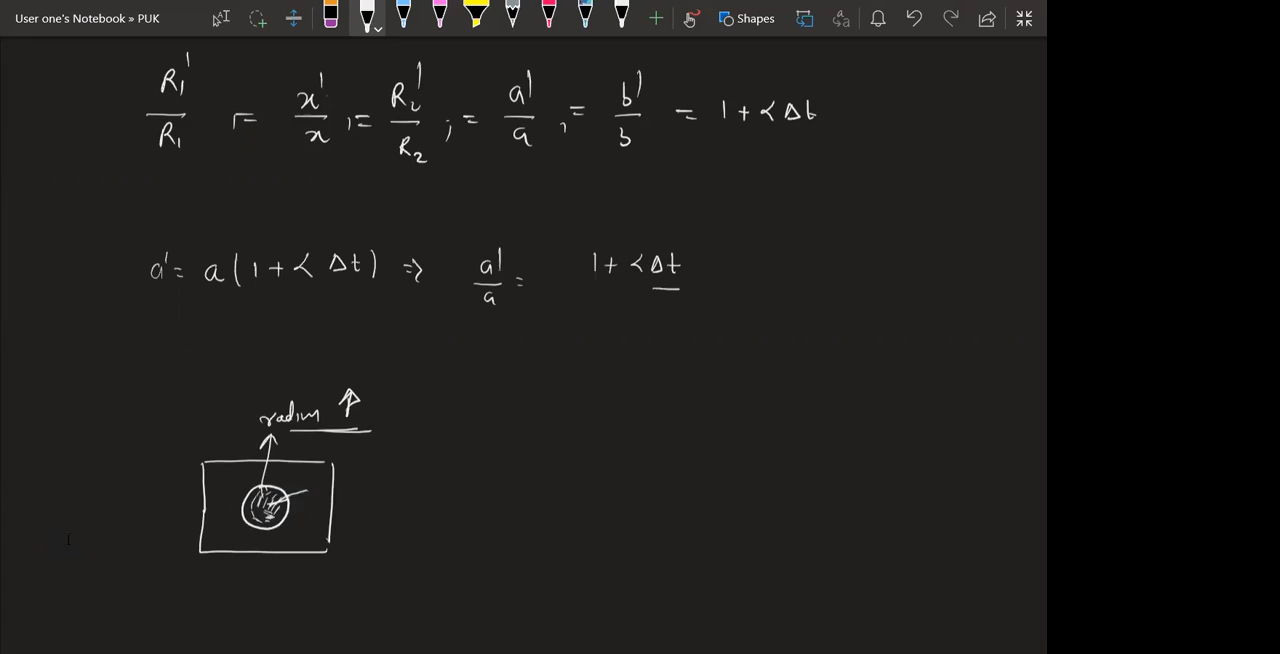 User one's Notebook » PUK
Shapes
R₁'/R₁ = x'/x, = R₂'/R₂; = a'/a, = b'/b = 1 + α Δt
a' = a(1 + α Δt) ⇒ a'/a = 1 + α Δt
radius ↑